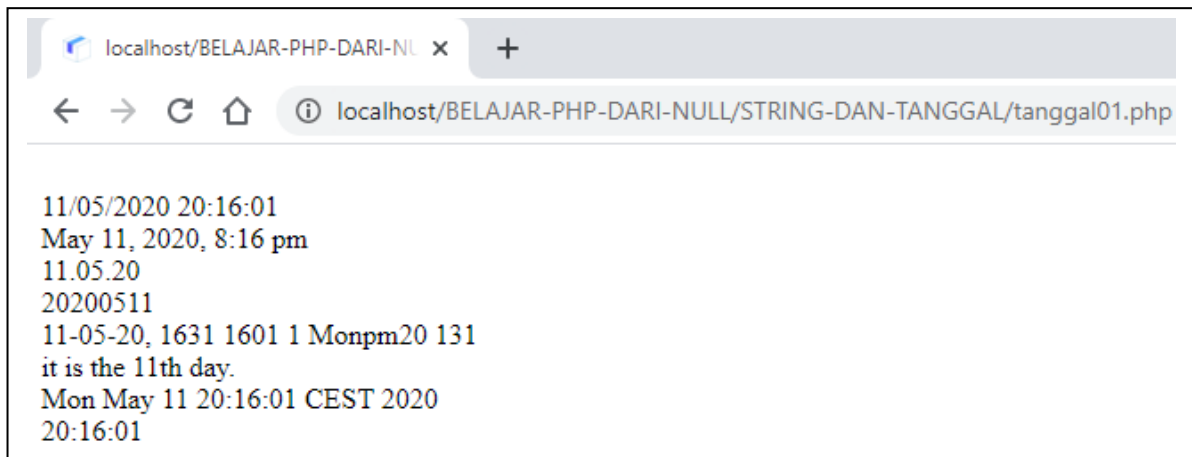 localhost/BELAJAR-PHP-DARI-NU
localhost/BELAJAR-PHP-DARI-NULL/STRING-DAN-TANGGAL/tanggal01.php
11/05/2020 20:16:01
May 11, 2020, 8:16 pm
11.05.20
20200511
11-05-20, 1631 1601 1 Monpm20 131
it is the 11th day.
Mon May 11 20:16:01 CEST 2020
20:16:01